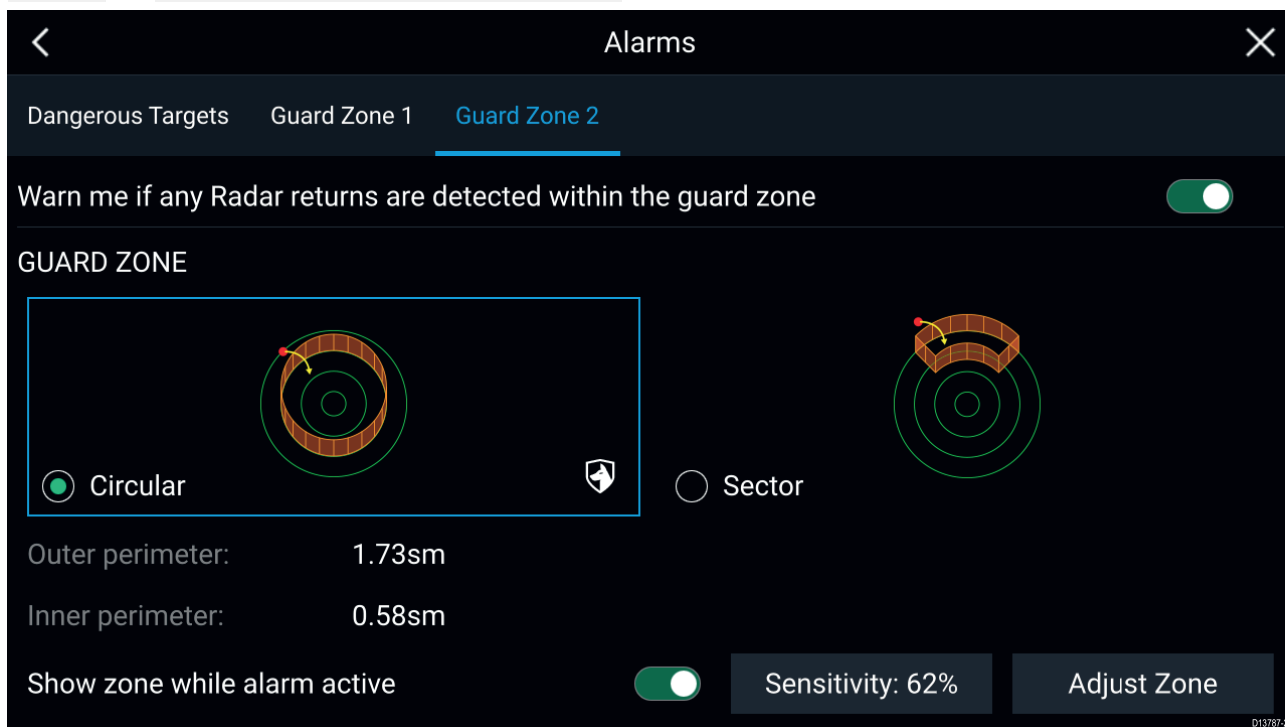 Alarms
Dangerous Targets Guard Zone 1 Guard Zone 2
Warn me if any Radar returns are detected within the guard zone
GUARD ZONE
Circular Sector
Outer perimeter: 1.73sm
Inner perimeter: 0.58sm
Show zone while alarm active Sensitivity: 62% Adjust Zone